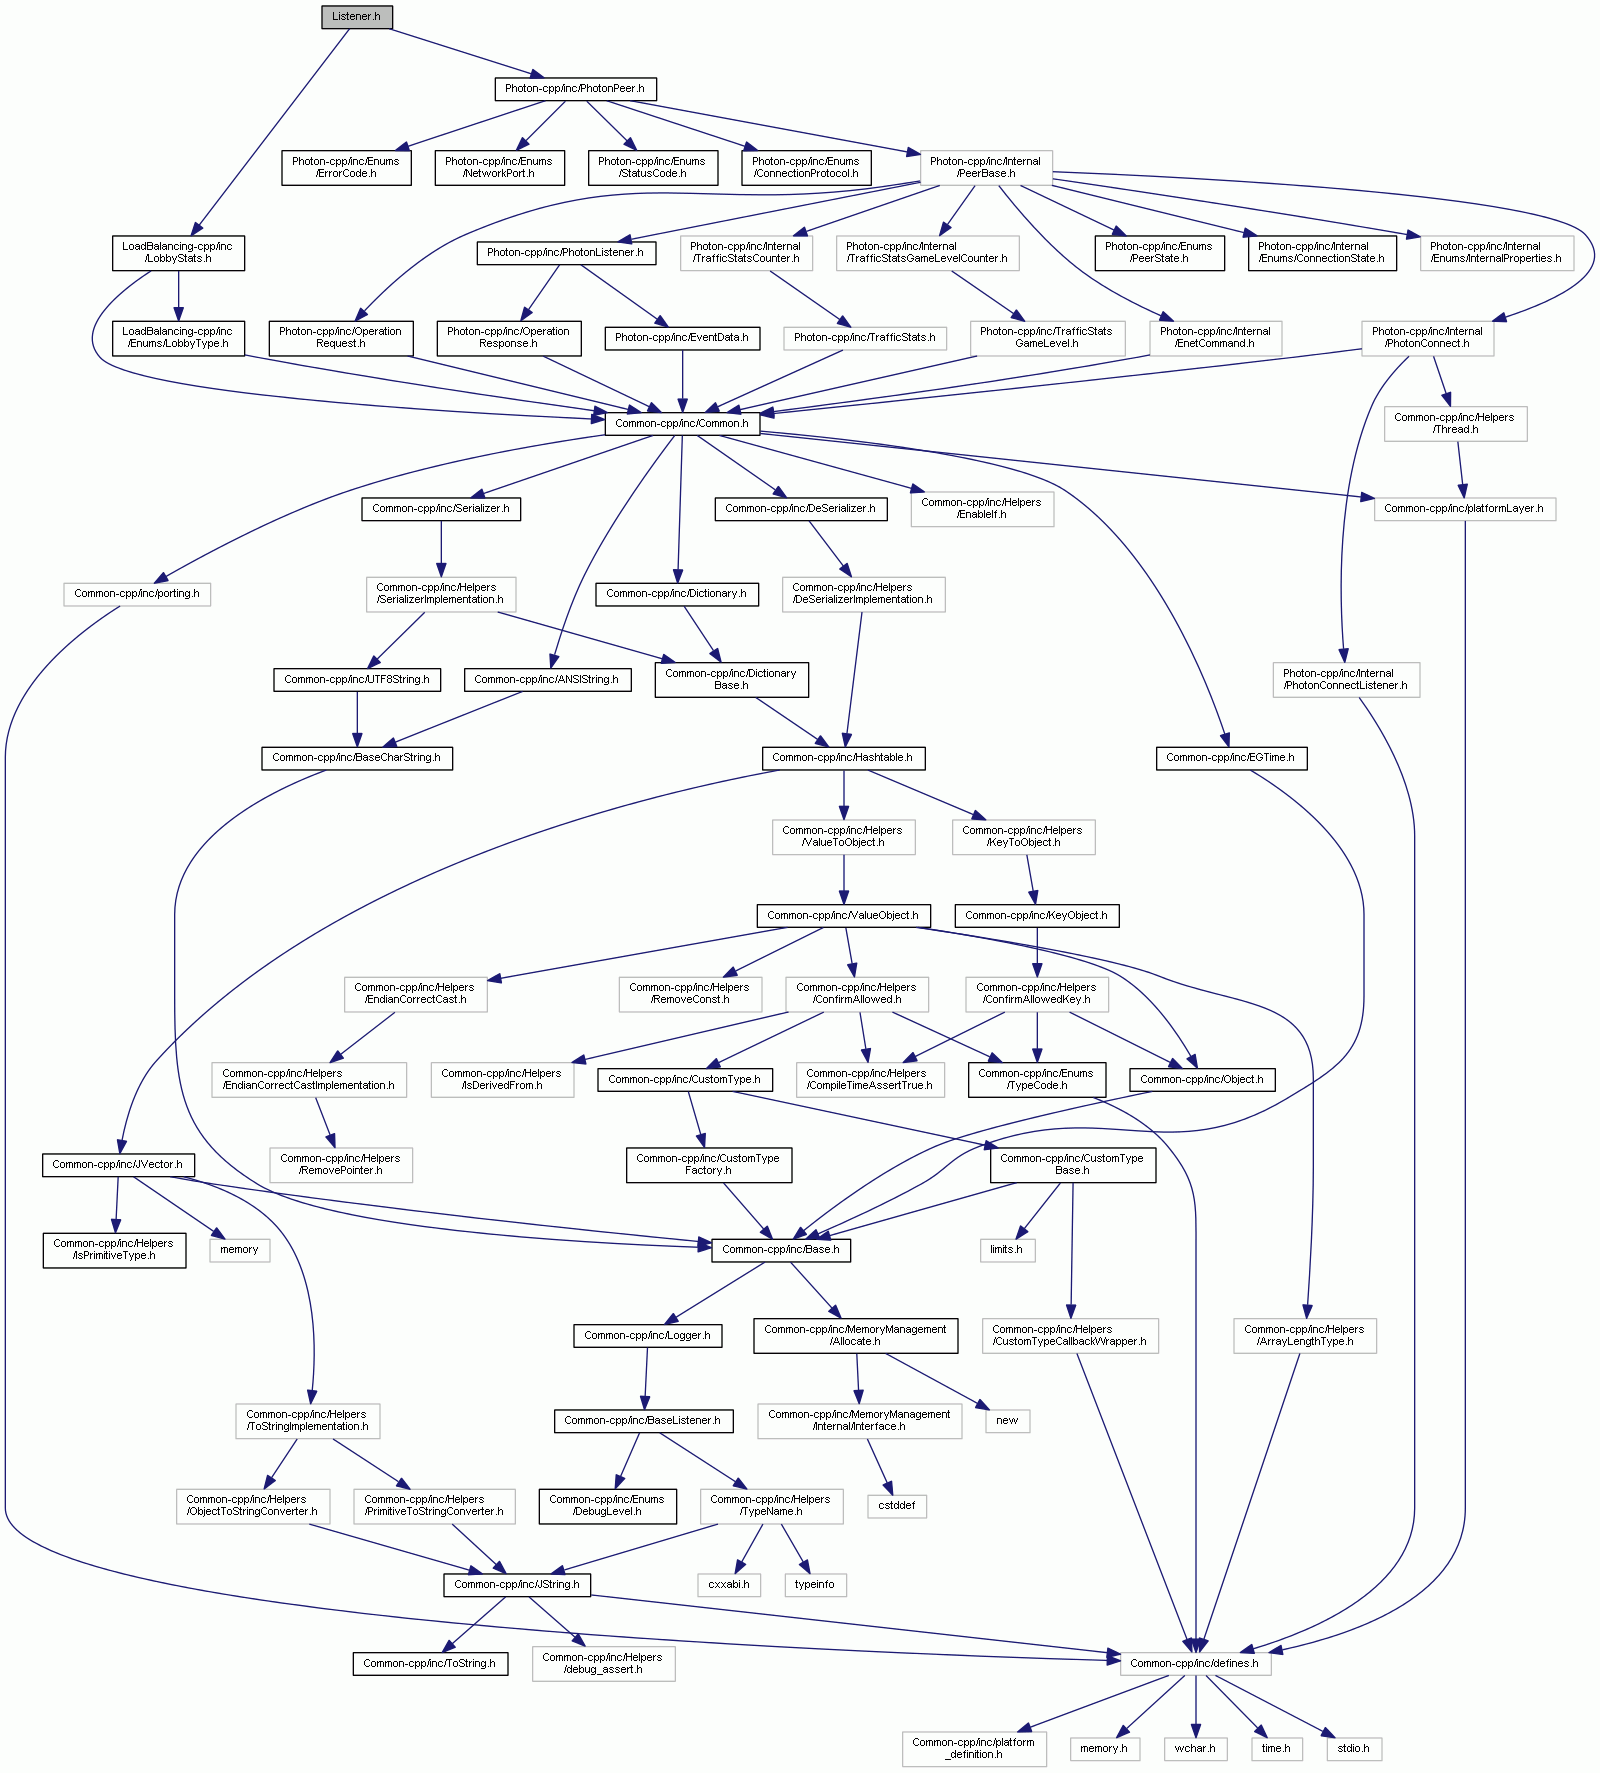 Listener.h
Photon-cpp/inc/PhotonPeer.h
Photon-cpp/inc/Enums
/ErrorCode.h
Photon-cpp/inc/Enums
/NetworkPort.h
Photon-cpp/inc/Enums
/StatusCode.h
Photon-cpp/inc/Enums
/ConnectionProtocol.h
Photon-cpp/inc/Internal
/PeerBase.h
LoadBalancing-cpp/inc
/LobbyStats.h
Photon-cpp/inc/PhotonListener.h
Photon-cpp/inc/Internal
/TrafficStatsCounter.h
Photon-cpp/inc/Internal
/TrafficStatsGameLevelCounter.h
Photon-cpp/inc/Enums
/PeerState.h
Photon-cpp/inc/Internal
/Enums/ConnectionState.h
Photon-cpp/inc/Internal
/Enums/InternalProperties.h
LoadBalancing-cpp/inc
/Enums/LobbyType.h
Photon-cpp/inc/Operation
Request.h
Photon-cpp/inc/Operation
Response.h
Photon-cpp/inc/EventData.h
Photon-cpp/inc/TrafficStats.h
Photon-cpp/inc/TrafficStats
GameLevel.h
Photon-cpp/inc/Internal
/EnetCommand.h
Photon-cpp/inc/Internal
/PhotonConnect.h
Common-cpp/inc/Common.h
Common-cpp/inc/Helpers
/Thread.h
Common-cpp/inc/Serializer.h
Common-cpp/inc/DeSerializer.h
Common-cpp/inc/Helpers
/EnableIf.h
Common-cpp/inc/platformLayer.h
Common-cpp/inc/porting.h
Common-cpp/inc/Helpers
/SerializerImplementation.h
Common-cpp/inc/Dictionary.h
Common-cpp/inc/Helpers
/DeSerializerImplementation.h
Common-cpp/inc/UTF8String.h
Common-cpp/inc/ANSIString.h
Common-cpp/inc/Dictionary
Base.h
Photon-cpp/inc/Internal
/PhotonConnectListener.h
Common-cpp/inc/BaseCharString.h
Common-cpp/inc/Hashtable.h
Common-cpp/inc/EGTime.h
Common-cpp/inc/Helpers
/ValueToObject.h
Common-cpp/inc/Helpers
/KeyToObject.h
Common-cpp/inc/ValueObject.h
Common-cpp/inc/KeyObject.h
Common-cpp/inc/Helpers
/EndianCorrectCast.h
Common-cpp/inc/Helpers
/RemoveConst.h
Common-cpp/inc/Helpers
/ConfirmAllowed.h
Common-cpp/inc/Helpers
/ConfirmAllowedKey.h
Common-cpp/inc/Helpers
/EndianCorrectCastImplementation.h
Common-cpp/inc/Helpers
/IsDerivedFrom.h
Common-cpp/inc/CustomType.h
Common-cpp/inc/Helpers
/CompileTimeAssertTrue.h
Common-cpp/inc/Enums
/TypeCode.h
Common-cpp/inc/Object.h
Common-cpp/inc/JVector.h
Common-cpp/inc/Helpers
/RemovePointer.h
Common-cpp/inc/CustomType
Factory.h
Common-cpp/inc/CustomType
Base.h
Common-cpp/inc/Helpers
/IsPrimitiveType.h
memory
Common-cpp/inc/Base.h
limits.h
Common-cpp/inc/Logger.h
Common-cpp/inc/MemoryManagement
/Allocate.h
Common-cpp/inc/Helpers
/CustomTypeCallbackWrapper.h
Common-cpp/inc/Helpers
/ArrayLengthType.h
Common-cpp/inc/Helpers
/ToStringImplementation.h
Common-cpp/inc/BaseListener.h
Common-cpp/inc/MemoryManagement
/Internal/Interface.h
new
Common-cpp/inc/Helpers
/ObjectToStringConverter.h
Common-cpp/inc/Helpers
/PrimitiveToStringConverter.h
Common-cpp/inc/Enums
/DebugLevel.h
Common-cpp/inc/Helpers
/TypeName.h
cstddef
Common-cpp/inc/JString.h
cxxabi.h
typeinfo
Common-cpp/inc/ToString.h
Common-cpp/inc/Helpers
/debug_assert.h
Common-cpp/inc/defines.h
Common-cpp/inc/platform
_definition.h
memory.h
wchar.h
time.h
stdio.h